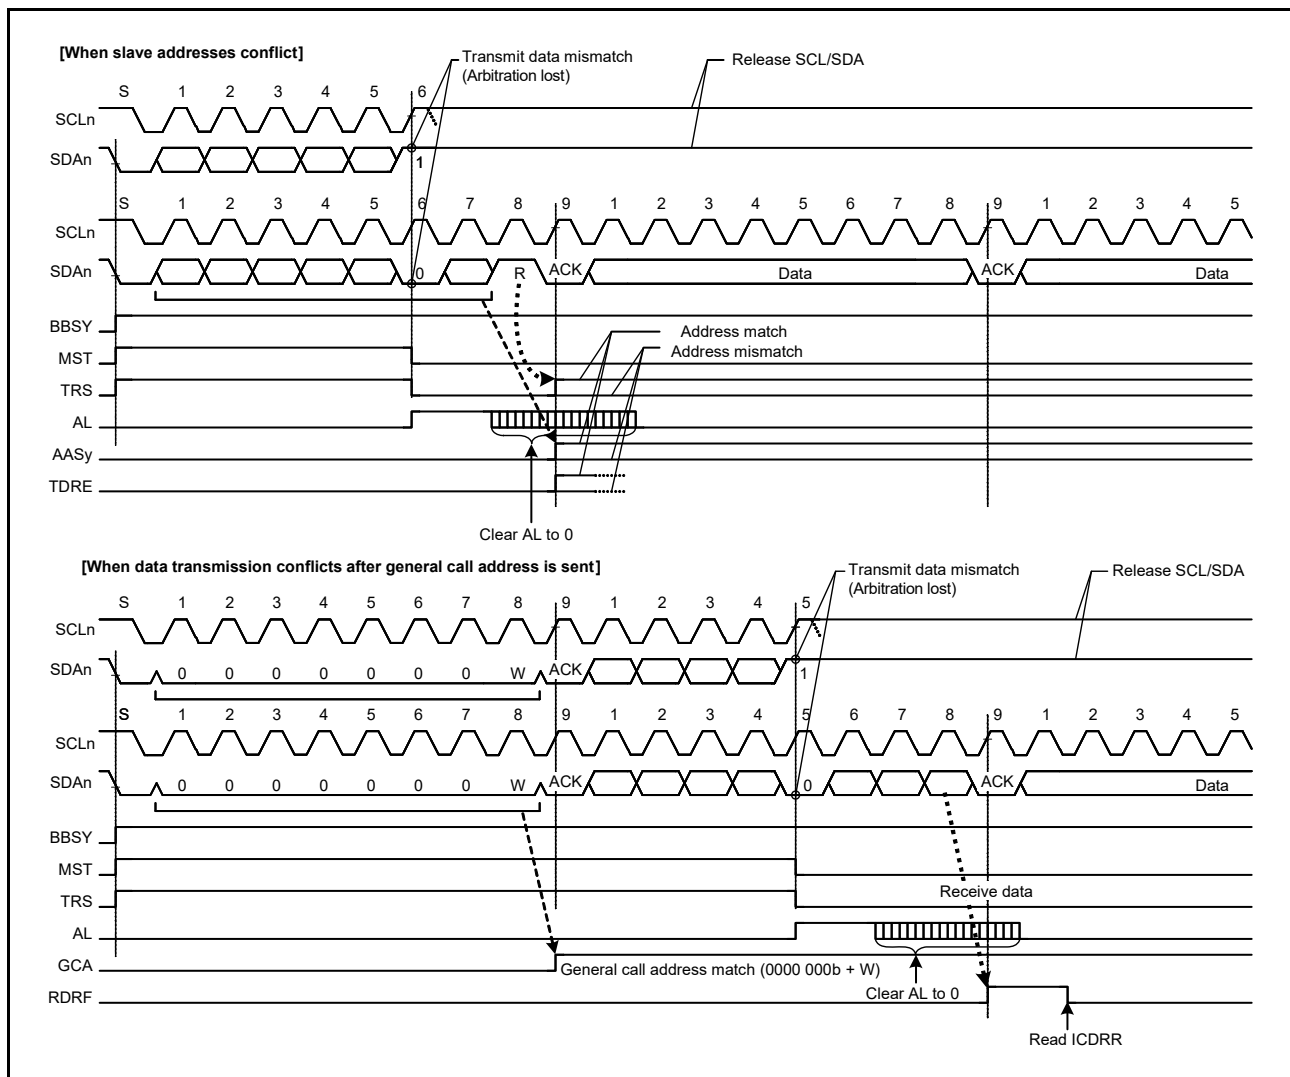 [When slave addresses conflict]
Transmit data mismatch
(Arbitration lost)
Release SCL/SDA
S 1 2 3 4 5 6
SCLn
SDAn
1
S 1 2 3 4 5 6 7 8 9 1 2 3 4 5 6 7 8 9 1 2 3 4 5
SCLn
SDAn 0 R ACK Data ACK Data
BBSY
Address match
MST
Address mismatch
TRS
AL
AASy
TDRE
Clear AL to 0
[When data transmission conflicts after general call address is sent]
Transmit data mismatch
(Arbitration lost)
Release SCL/SDA
S 1 2 3 4 5 6 7 8 9 1 2 3 4 5
SCLn
SDAn 0 0 0 0 0 0 0 W ACK 1
S 1 2 3 4 5 6 7 8 9 1 2 3 4 5 6 7 8 9 1 2 3 4 5
SCLn
SDAn 0 0 0 0 0 0 0 W ACK 0 ACK Data
BBSY
MST
TRS
Receive data
AL
GCA
General call address match (0000 000b + W)
Clear AL to 0
RDRF
Read ICDRR